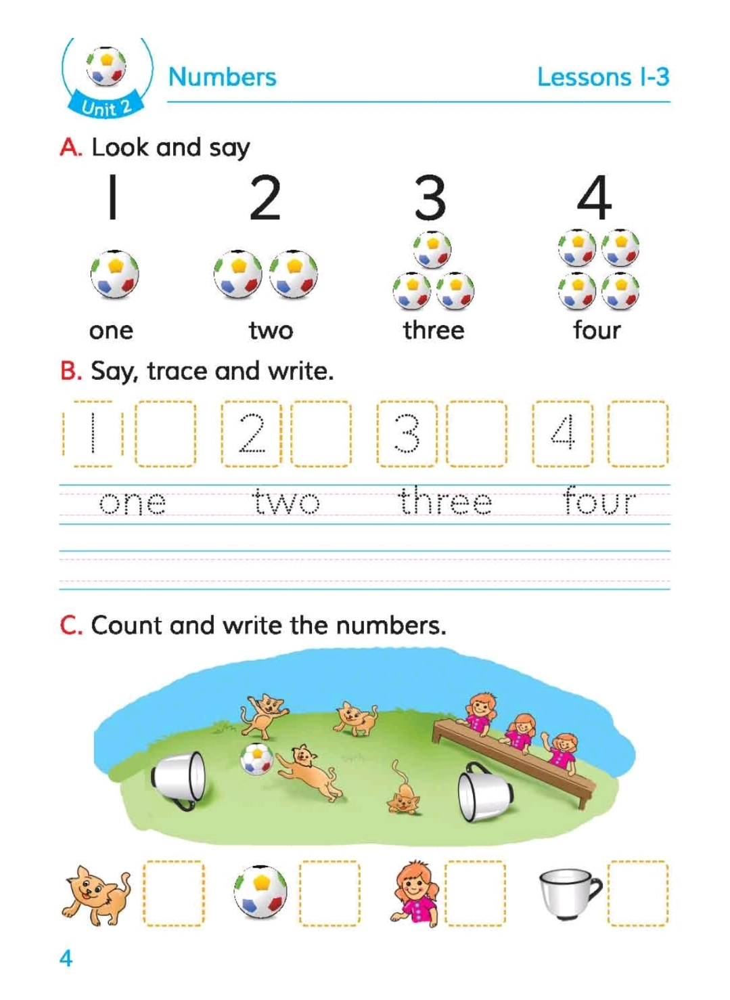 Unit 2
Numbers
Lessons 1-3
A. Look and say
1 2 3 4
one two three four
B. Say, trace and write.
1 2 3 4
one two three four
C. Count and write the numbers.
4